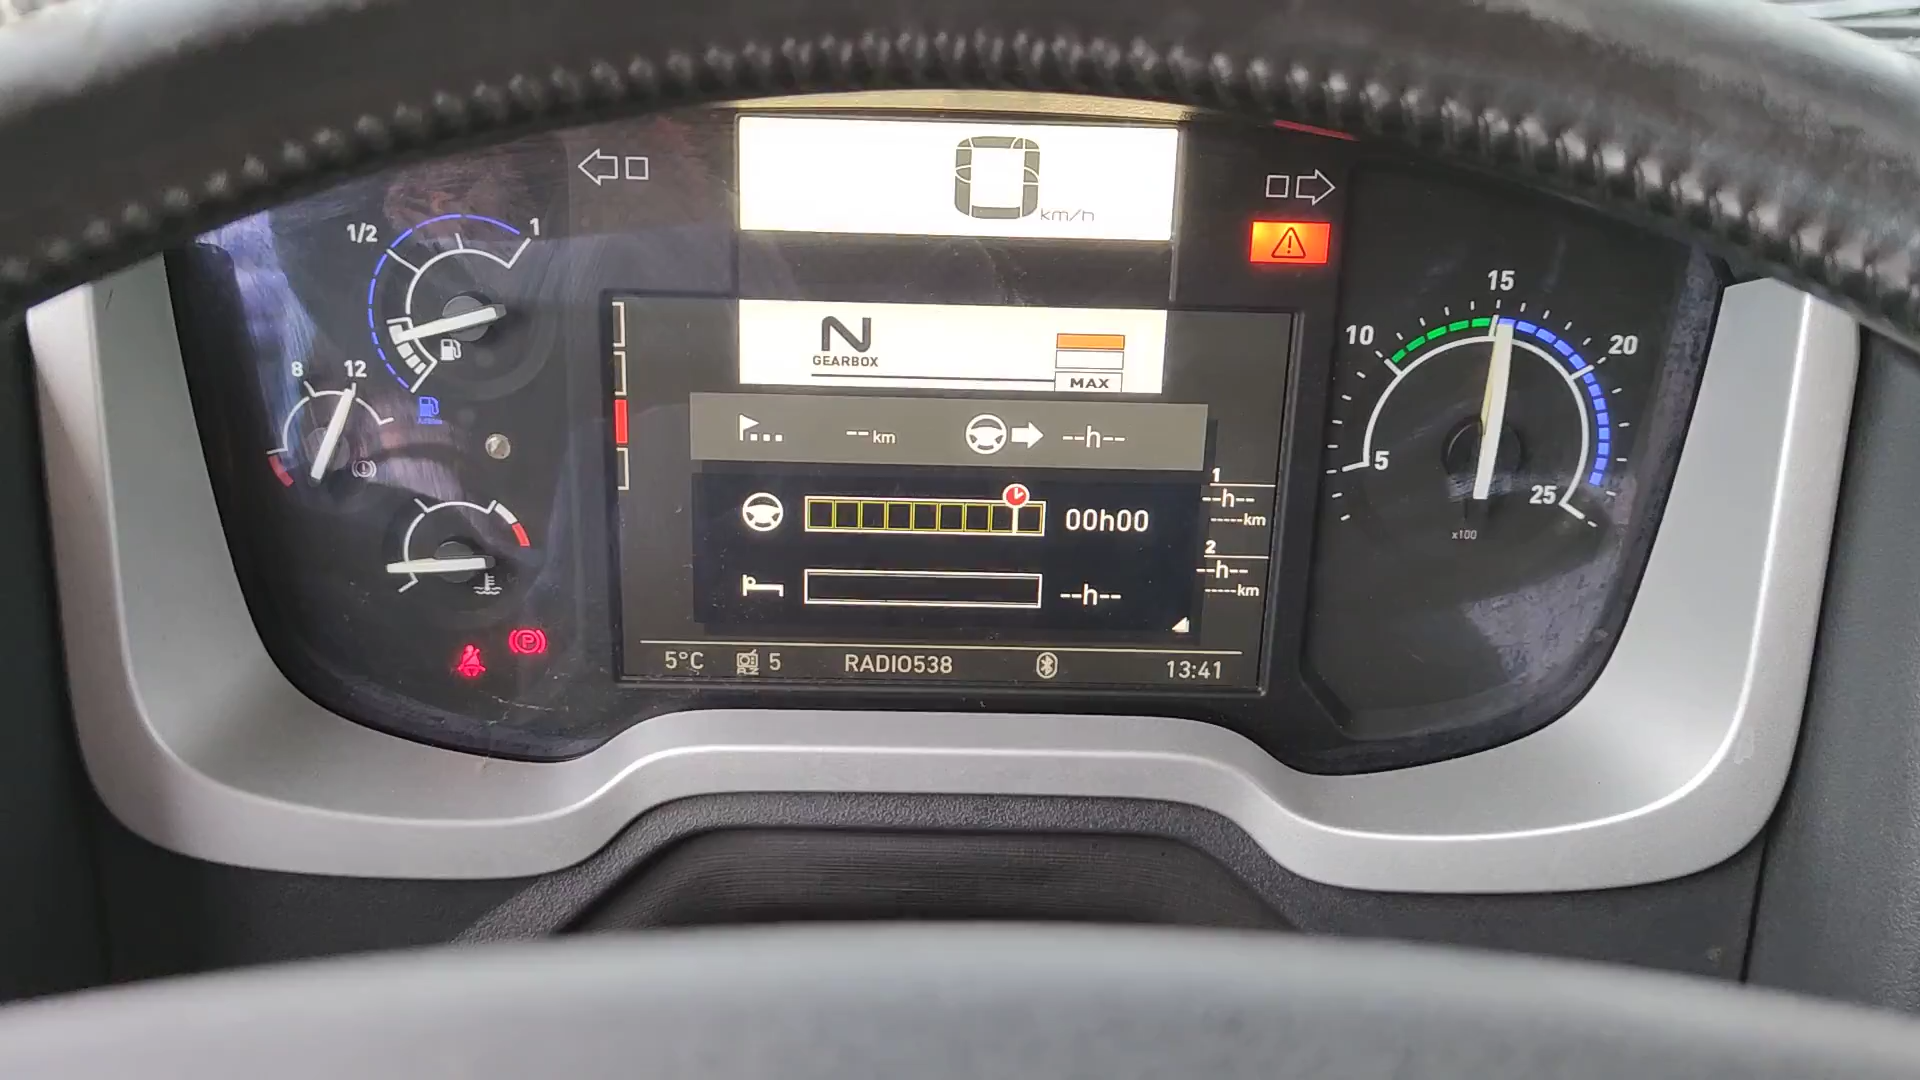 0 km/h
1/2
1
8
12
N
GEARBOX
MAX
-- km
--h--
00h00
--h--
1
--h--
-----km
2
--h--
-----km
5°C
5
RADIO538
13:41
5
10
15
20
25
x100
P